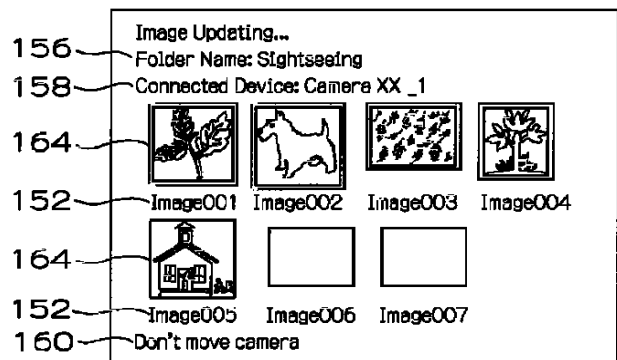 Image Updating...
156 Folder Name: Sightseeing
158 Connected Device: Camera XX _1
164
152 Image001 Image002 Image003 Image004
164
152 Image005 Image006 Image007
160 Don't move camera